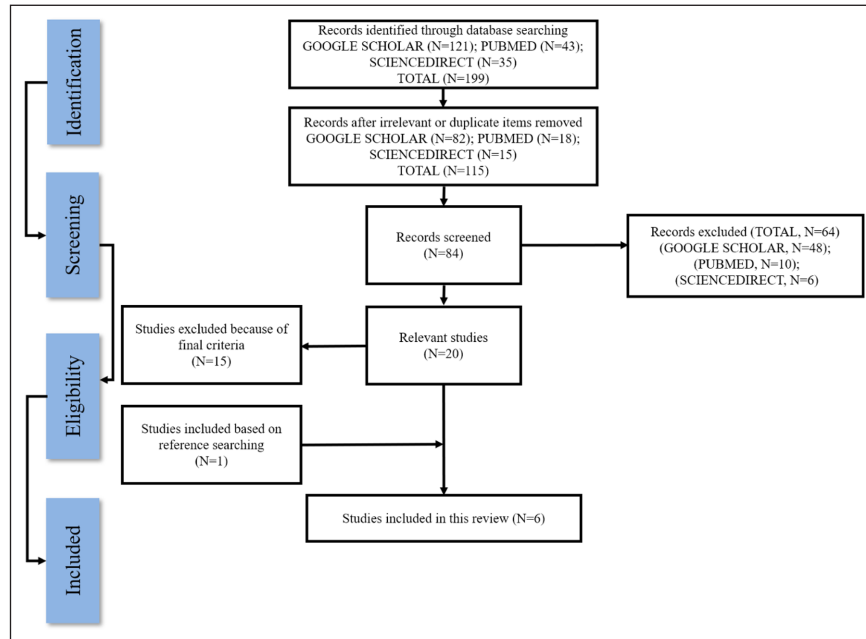 Identification
Screening
Eligibility
Included
Records identified through database searching
GOOGLE SCHOLAR (N=121); PUBMED (N=43);
SCIENCEDIRECT (N=35)
TOTAL (N=199)
Records after irrelevant or duplicate items removed
GOOGLE SCHOLAR (N=82); PUBMED (N=18);
SCIENCEDIRECT (N=15)
TOTAL (N=115)
Records screened
(N=84)
Records excluded (TOTAL, N=64)
(GOOGLE SCHOLAR, N=48);
(PUBMED, N=10);
(SCIENCEDIRECT, N=6)
Relevant studies
(N=20)
Studies excluded because of
final criteria
(N=15)
Studies included based on
reference searching
(N=1)
Studies included in this review (N=6)